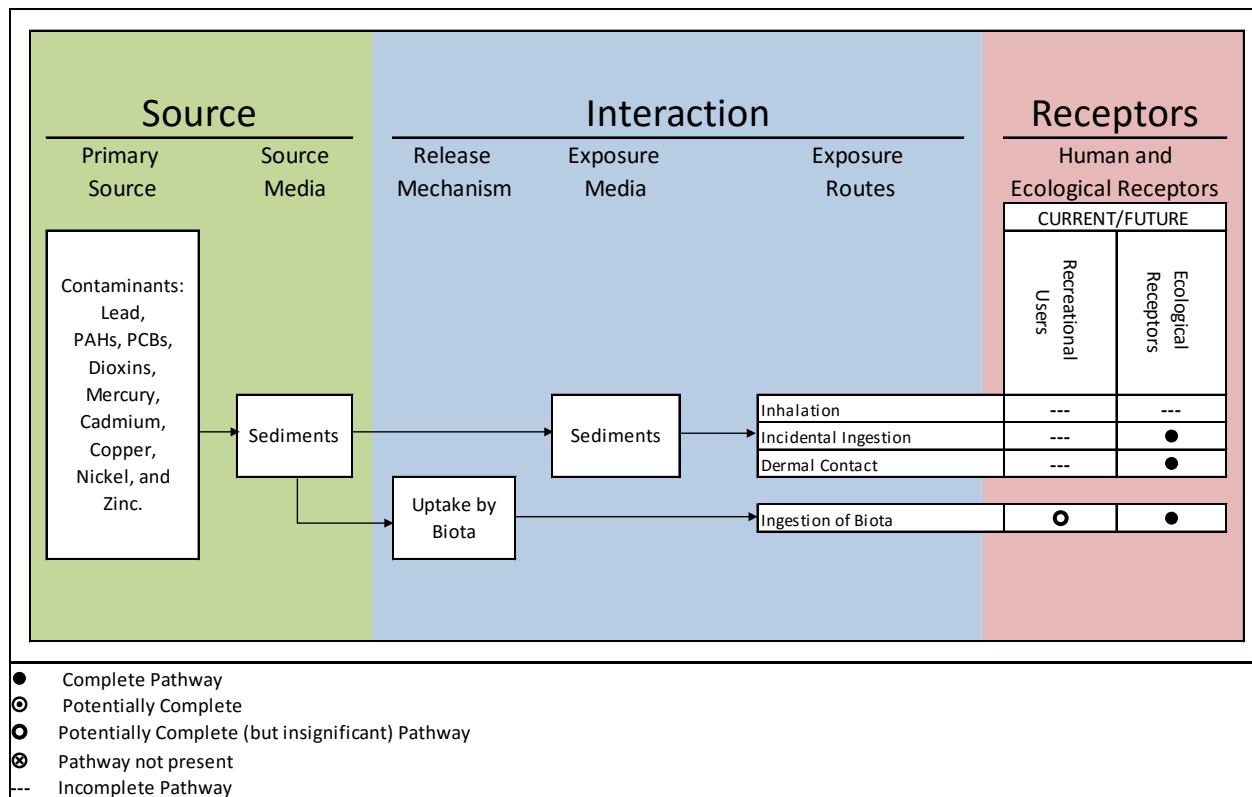 Source
Interaction
Receptors
Primary
Source
Source
Media
Release
Mechanism
Exposure
Media
Exposure
Routes
Human and
Ecological Receptors
CURRENT/FUTURE
Recreational
Users
Ecological
Receptors
Contaminants:
Lead,
PAHs, PCBs,
Dioxins,
Mercury,
Cadmium,
Copper,
Nickel, and
Zinc.
Sediments
Sediments
Uptake by
Biota
Inhalation --- ---
Incidental Ingestion --- ●
Dermal Contact --- ●
Ingestion of Biota ⭘ ●
● Complete Pathway
⊙ Potentially Complete
⭘ Potentially Complete (but insignificant) Pathway
⊗ Pathway not present
--- Incomplete Pathway